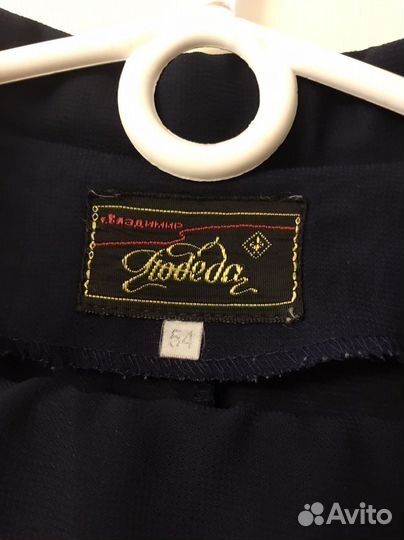 г. Владимир
Победа
54
Avito